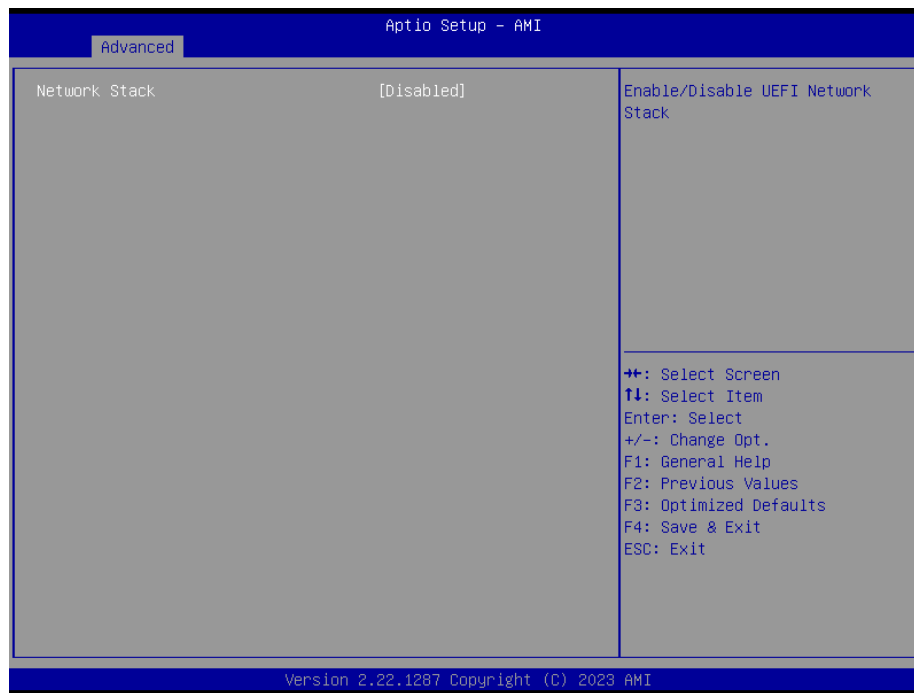 Aptio Setup – AMI
Advanced
Network Stack [Disabled]
Enable/Disable UEFI Network
Stack
→←: Select Screen
↑↓: Select Item
Enter: Select
+/-: Change Opt.
F1: General Help
F2: Previous Values
F3: Optimized Defaults
F4: Save & Exit
ESC: Exit
Version 2.22.1287 Copyright (C) 2023 AMI